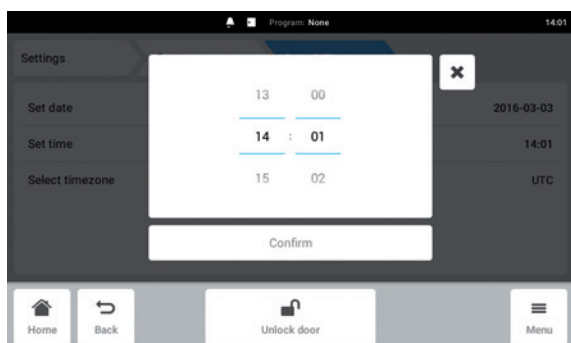 Program: None
14:01
Settings
13 00
Set date
2016-03-03
14 : 01
Set time
14:01
15 02
Select timezone
UTC
Confirm
Home
Back
Unlock door
Menu